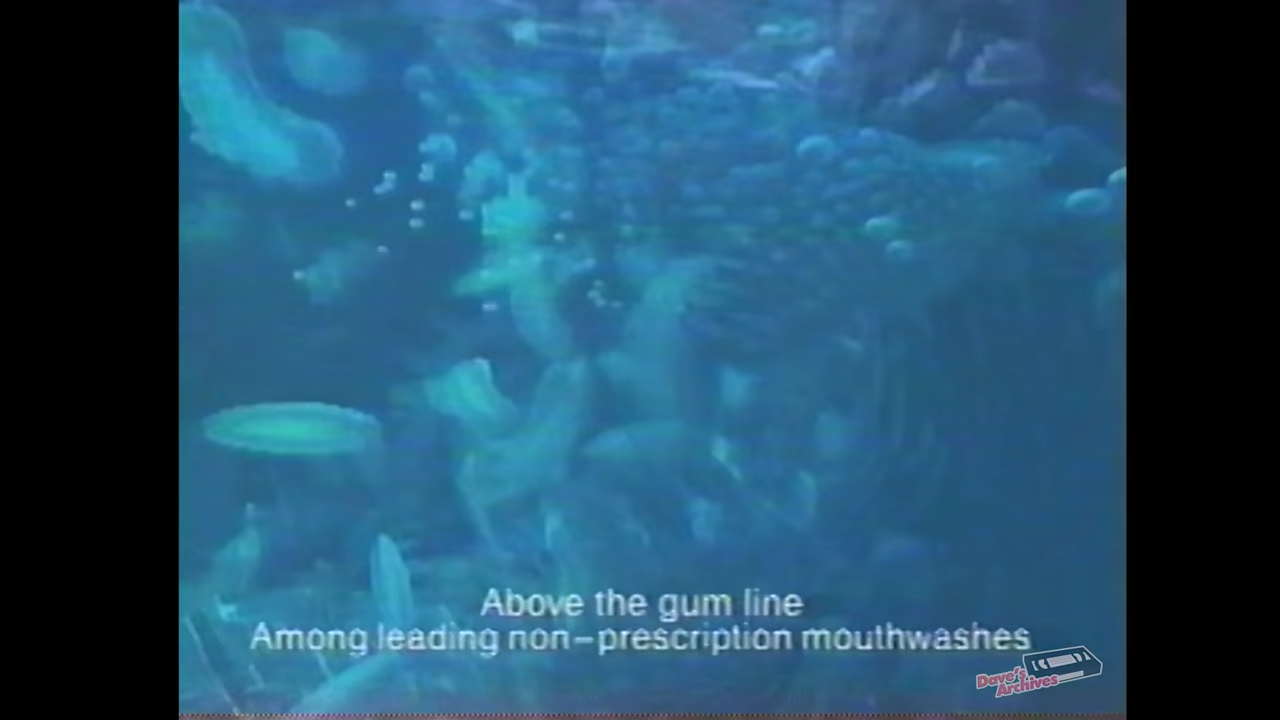 Above the gum line
Among leading non-prescription mouthwashes
Dave's
Archives